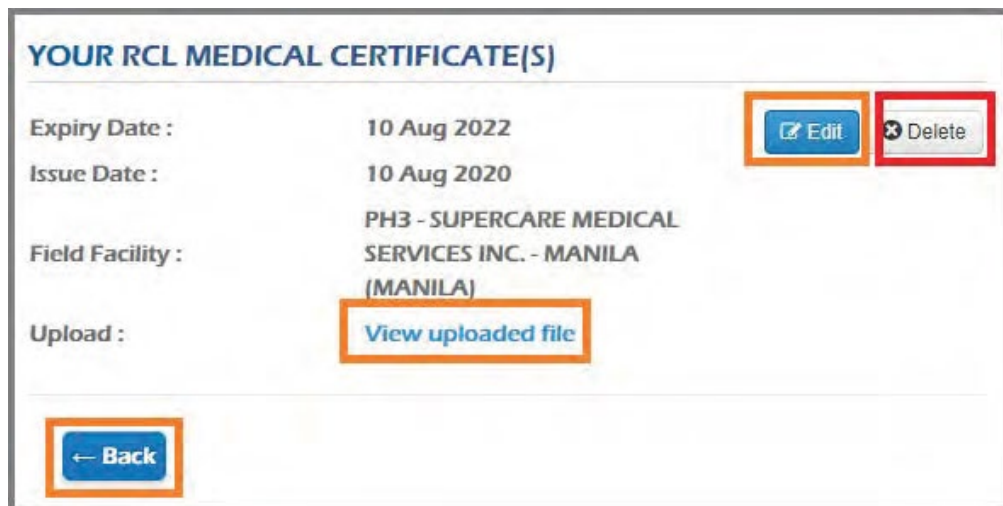 YOUR RCL MEDICAL CERTIFICATE(S)
Expiry Date : 10 Aug 2022 Edit Delete
Issue Date : 10 Aug 2020
Field Facility : PH3 - SUPERCARE MEDICAL
SERVICES INC. - MANILA
(MANILA)
Upload : View uploaded file
← Back